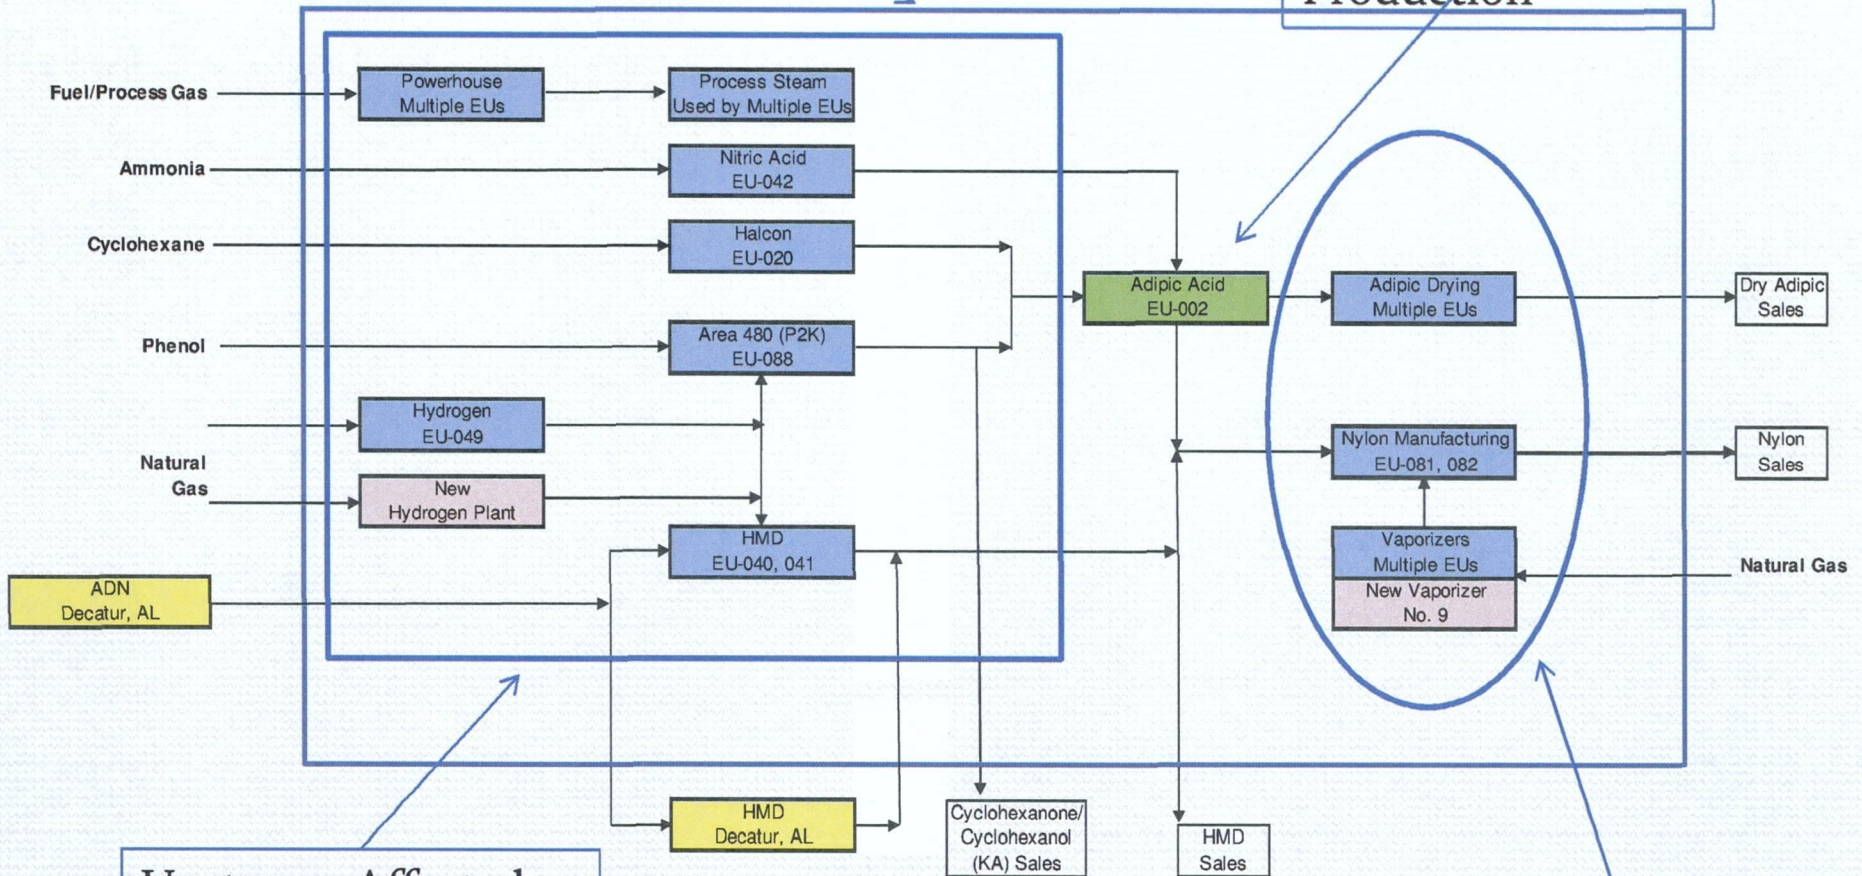 Production
Fuel/Process Gas
Powerhouse
Multiple EUs
Process Steam
Used by Multiple EUs
Ammonia
Nitric Acid
EU-042
Cyclohexane
Halcon
EU-020
Adipic Acid
EU-002
Adipic Drying
Multiple EUs
Dry Adipic
Sales
Phenol
Area 480 (P2K)
EU-088
Hydrogen
EU-049
Natural
Gas
New
Hydrogen Plant
Nylon Manufacturing
EU-081, 082
Nylon
Sales
HMD
EU-040, 041
Vaporizers
Multiple EUs
New Vaporizer
No. 9
Natural Gas
ADN
Decatur, AL
HMD
Decatur, AL
Cyclohexanone/
Cyclohexanol
(KA) Sales
HMD
Sales